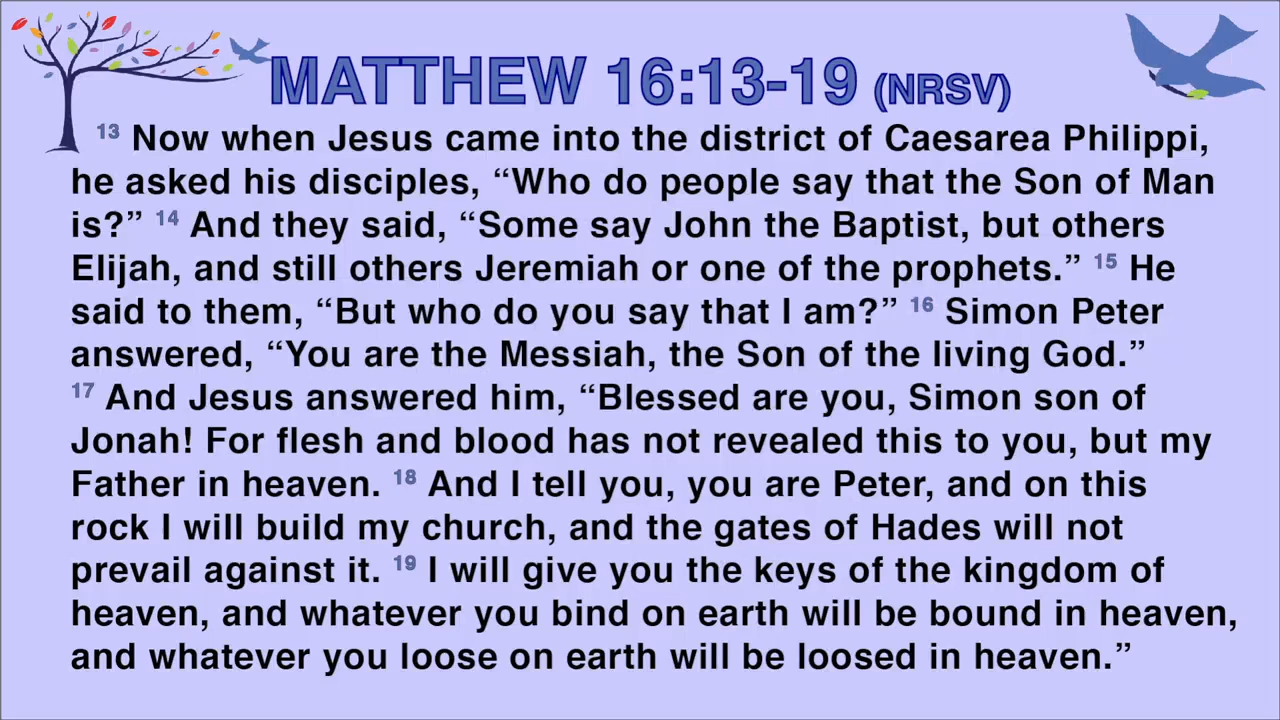 MATTHEW 16:13-19 (NRSV)
13 Now when Jesus came into the district of Caesarea Philippi,
he asked his disciples, “Who do people say that the Son of Man
is?” 14 And they said, “Some say John the Baptist, but others
Elijah, and still others Jeremiah or one of the prophets.” 15 He
said to them, “But who do you say that I am?” 16 Simon Peter
answered, “You are the Messiah, the Son of the living God.”
17 And Jesus answered him, “Blessed are you, Simon son of
Jonah! For flesh and blood has not revealed this to you, but my
Father in heaven. 18 And I tell you, you are Peter, and on this
rock I will build my church, and the gates of Hades will not
prevail against it. 19 I will give you the keys of the kingdom of
heaven, and whatever you bind on earth will be bound in heaven,
and whatever you loose on earth will be loosed in heaven.”